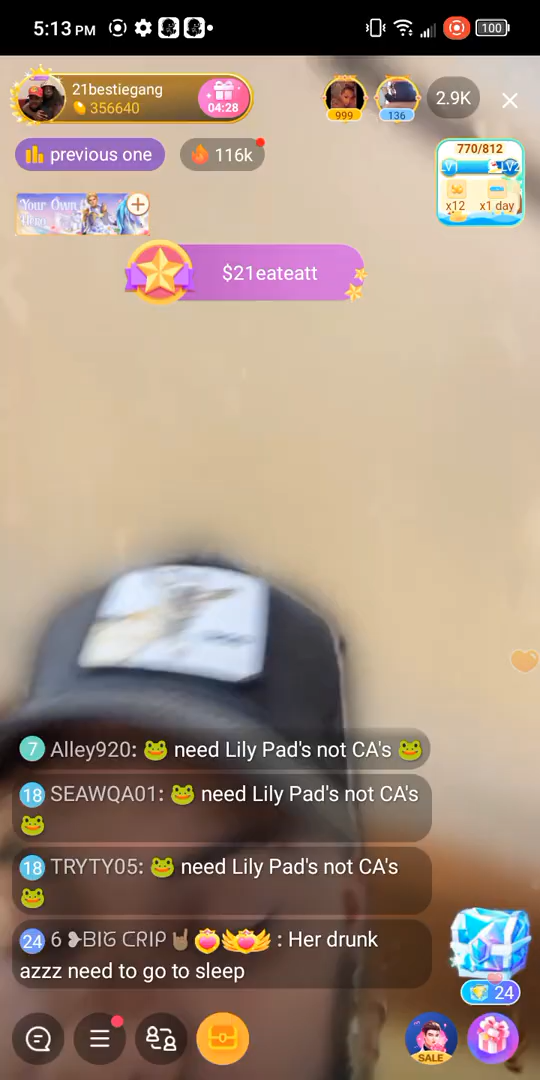 5:13 PM
100
21bestiegang
356640
04:28
999
136
2.9K
previous one
116k
770/812
LV1
LV2
x12
x1 day
Your Own
Hero
$21eateatt
7 Alley920: 🐸 need Lily Pad's not CA's 🐸
18 SEAWQA01: 🐸 need Lily Pad's not CA's
🐸
18 TRYTY05: 🐸 need Lily Pad's not CA's
🐸
24 6 ❥BIG CRIP🤘🏽 : Her drunk
azzz need to go to sleep
24
SALE